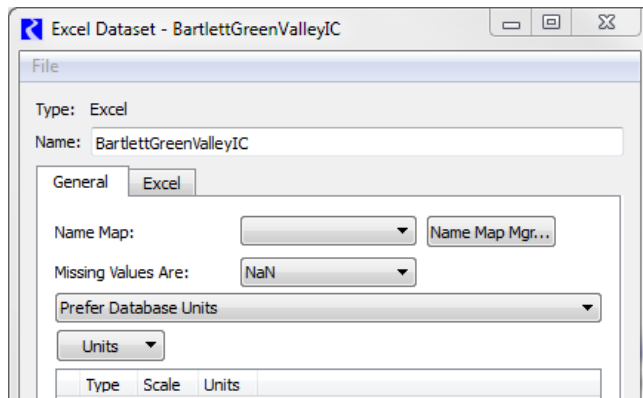 Excel Dataset - BartlettGreenValleyIC
File
Type: Excel
Name: BartlettGreenValleyIC
General Excel
Name Map: Name Map Mgr...
Missing Values Are: NaN
Prefer Database Units
Units
Type Scale Units